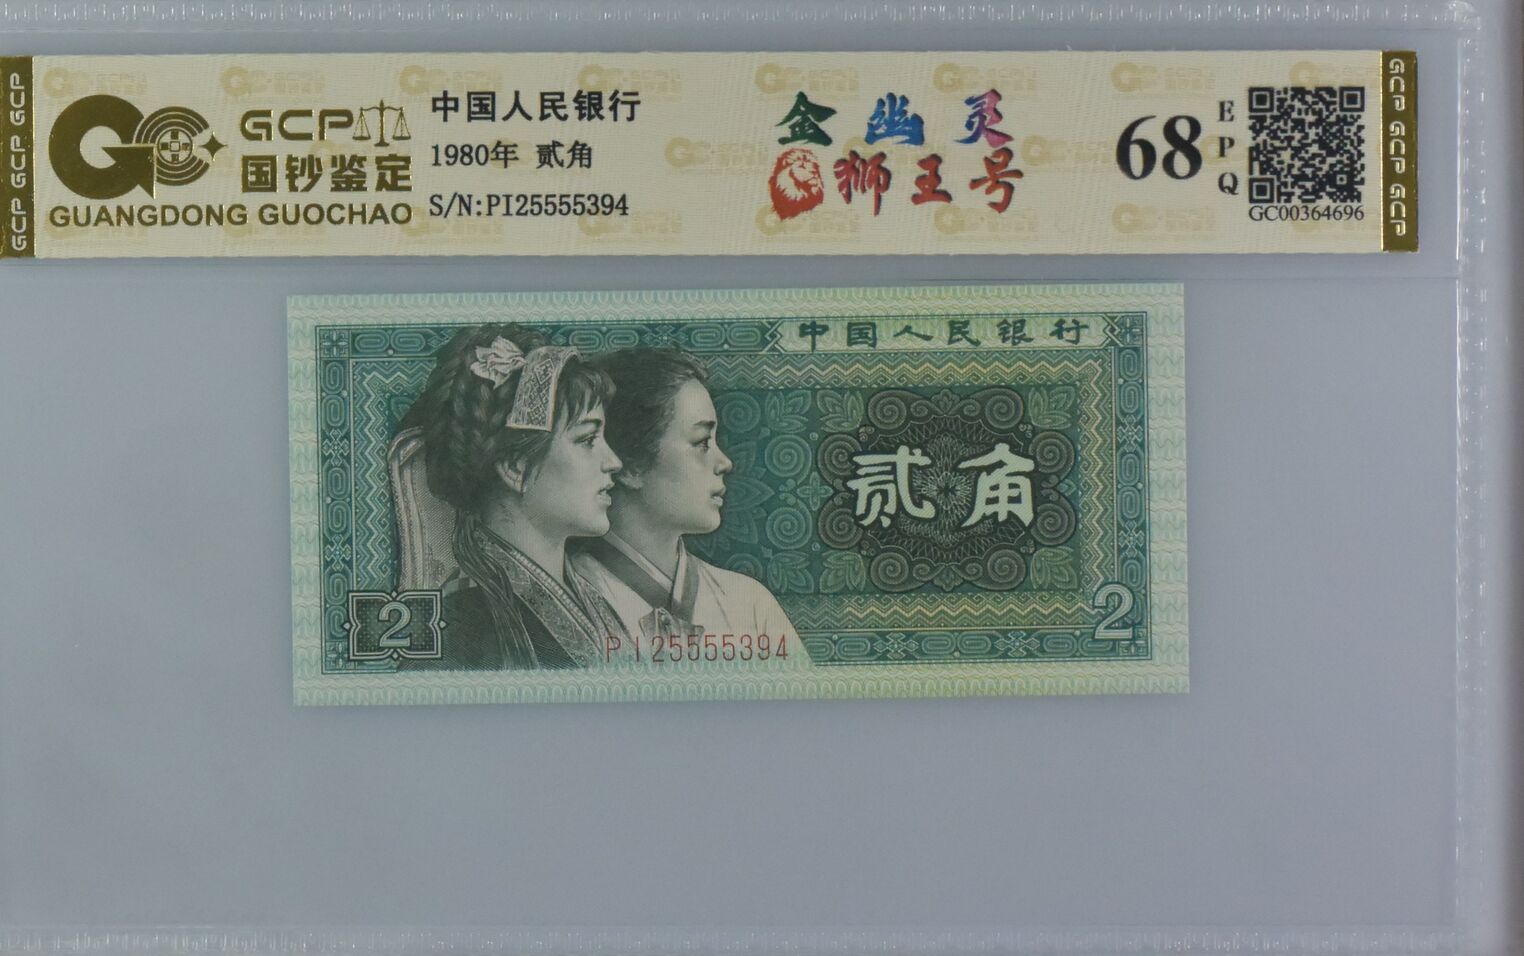 GCP GCP GCP
GCP
国钞鉴定
GUANGDONG GUOCHAO
中国人民银行
1980年 贰角
S/N:PI25555394
金幽灵
狮王号
68
EPQ
GC00364696
GCP GCP GCP
中国人民银行
贰角
2
2
PI25555394